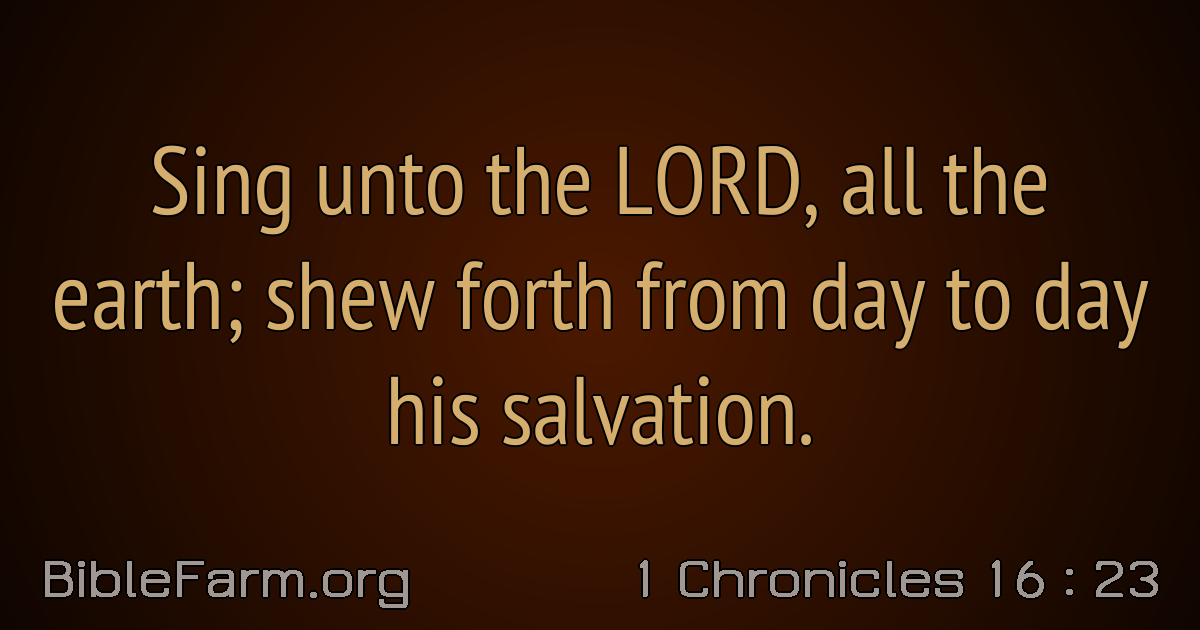 Sing unto the LORD, all the
earth; shew forth from day to day
his salvation.
BibleFarm.org
1 Chronicles 16 : 23